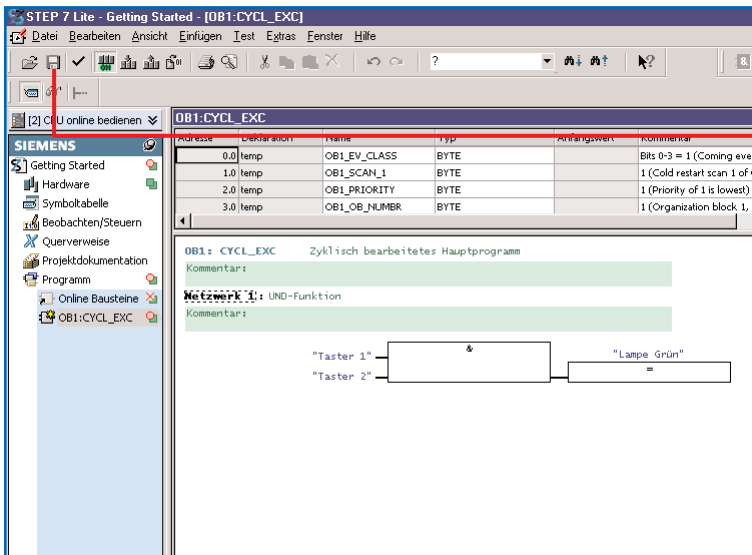 STEP 7 Lite - Getting Started - [OB1:CYCL_EXC]
Datei Bearbeiten Ansicht Einfügen Test Extras Fenster Hilfe
ON ?
[2] CPU online bedienen
OB1:CYCL_EXC
Adresse Deklaration Name Typ Anfangswert Kommentar
0.0 temp OB1_EV_CLASS BYTE Bits 0-3 = 1 (Coming eve
1.0 temp OB1_SCAN_1 BYTE 1 (Cold restart scan 1 of
2.0 temp OB1_PRIORITY BYTE 1 (Priority of 1 is lowest)
3.0 temp OB1_OB_NUMBR BYTE 1 (Organization block 1,
SIEMENS
Getting Started
Hardware
Symboltabelle
Beobachten/Steuern
Querverweise
Projektdokumentation
Programm
Online Bausteine
OB1:CYCL_EXC
OB1: CYCL_EXC Zyklisch bearbeitetes Hauptprogramm
Kommentar:
Netzwerk 1: UND-Funktion
Kommentar:
"Taster 1"
"Taster 2"
&
"Lampe Grün"
=